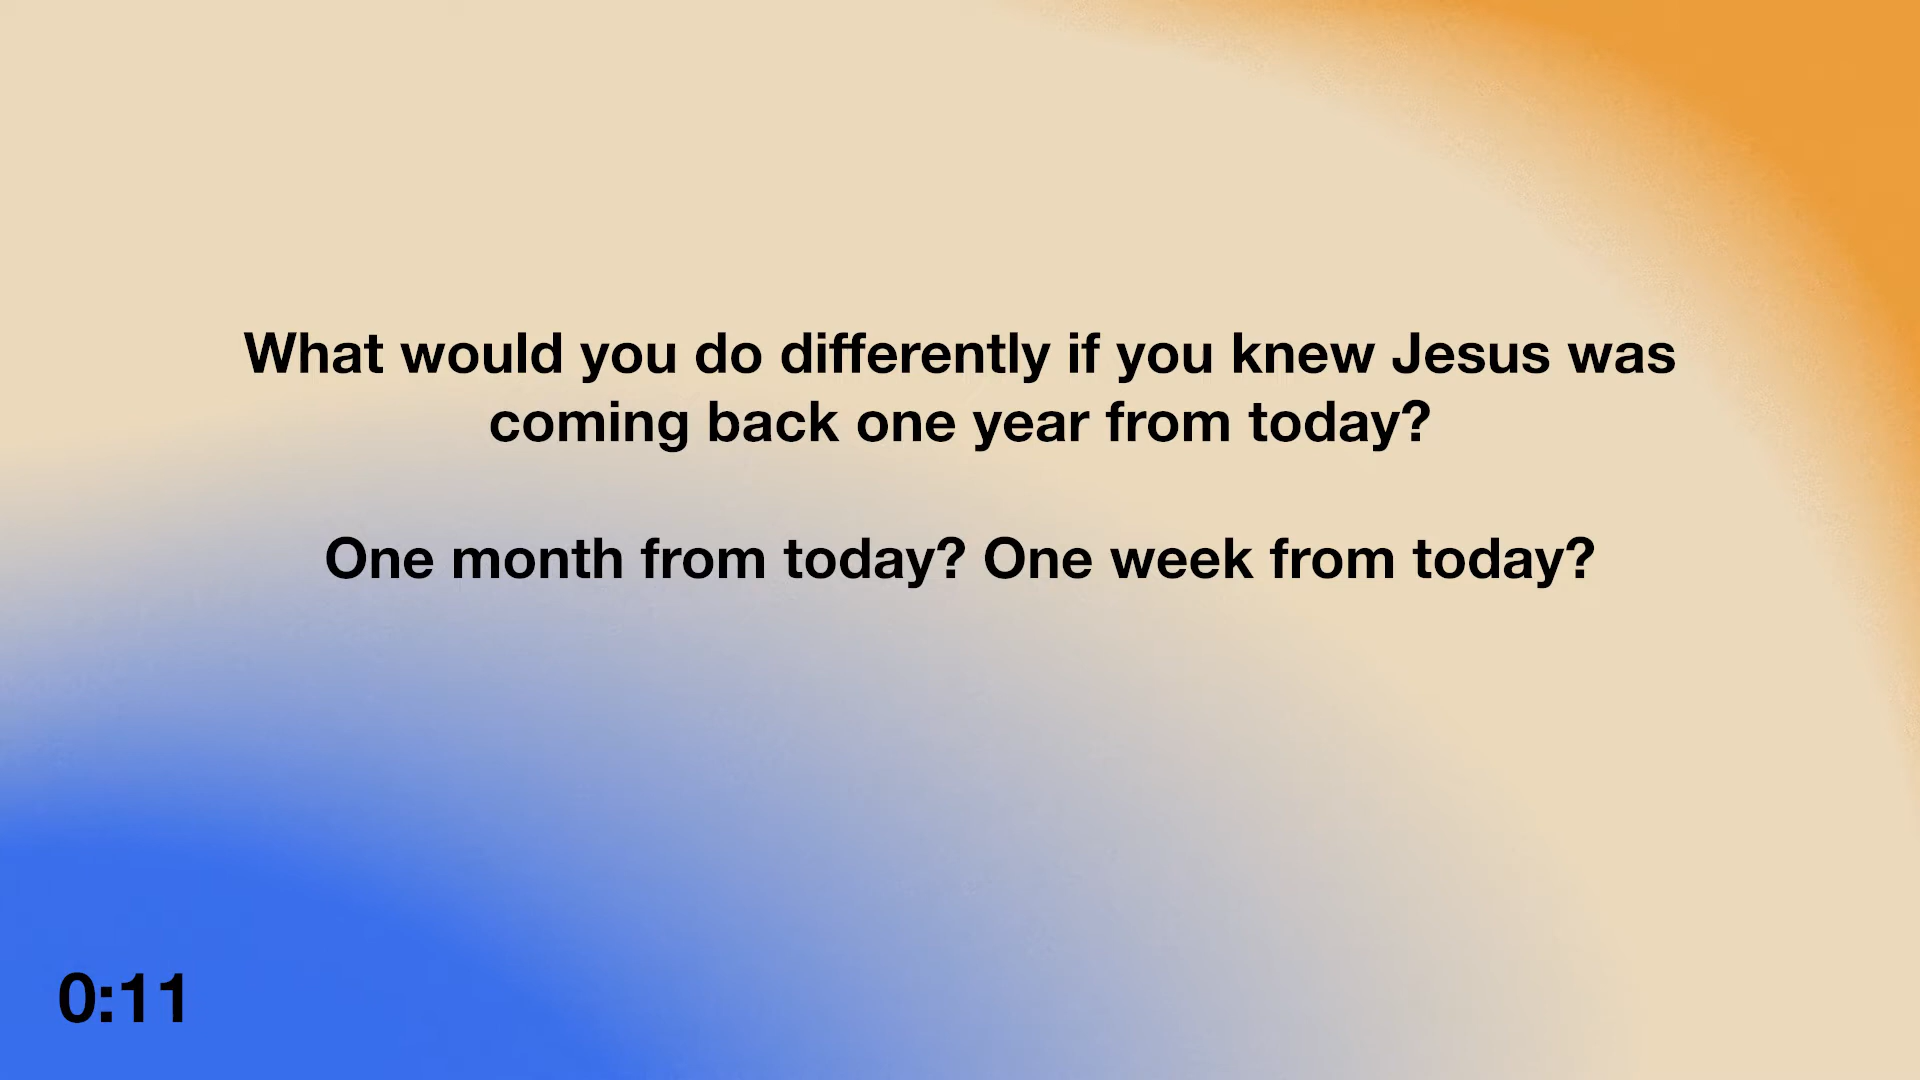 What would you do differently if you knew Jesus was
coming back one year from today?
One month from today? One week from today?
0:11